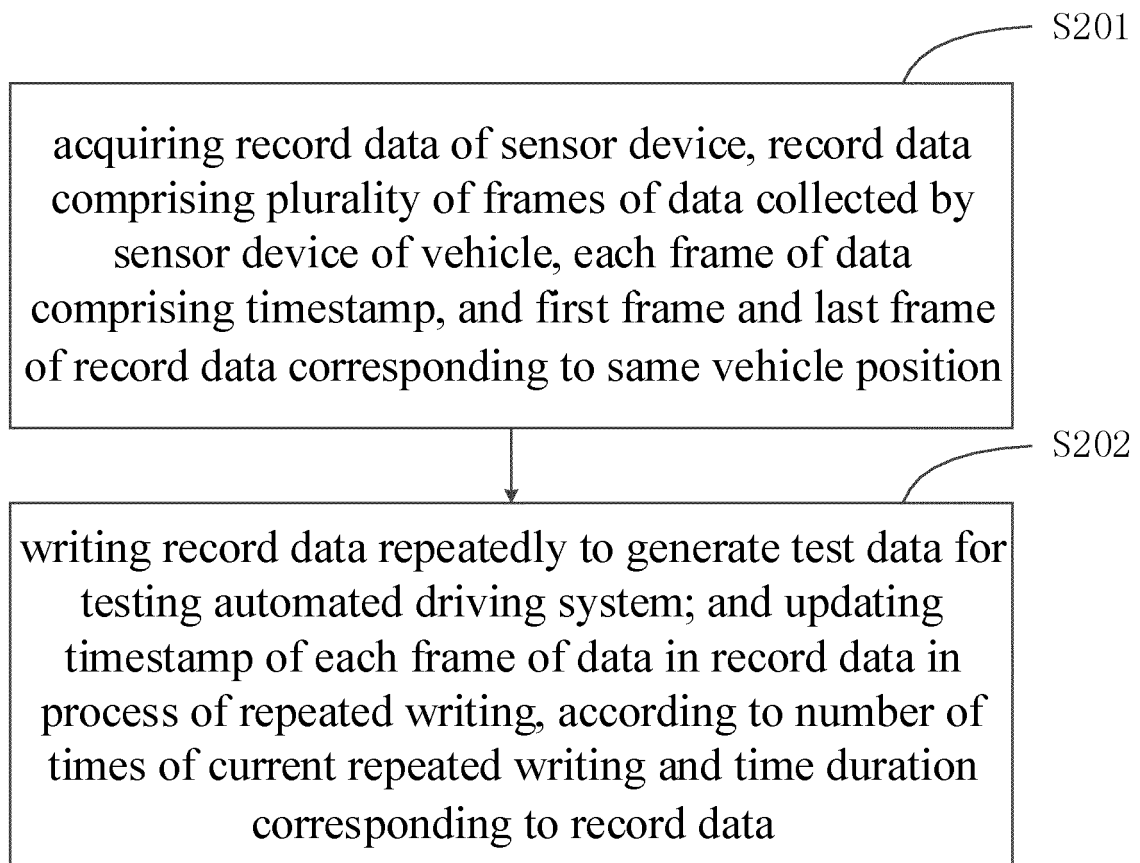 S201
acquiring record data of sensor device, record data
comprising plurality of frames of data collected by
sensor device of vehicle, each frame of data
comprising timestamp, and first frame and last frame
of record data corresponding to same vehicle position
S202
writing record data repeatedly to generate test data for
testing automated driving system; and updating
timestamp of each frame of data in record data in
process of repeated writing, according to number of
times of current repeated writing and time duration
corresponding to record data